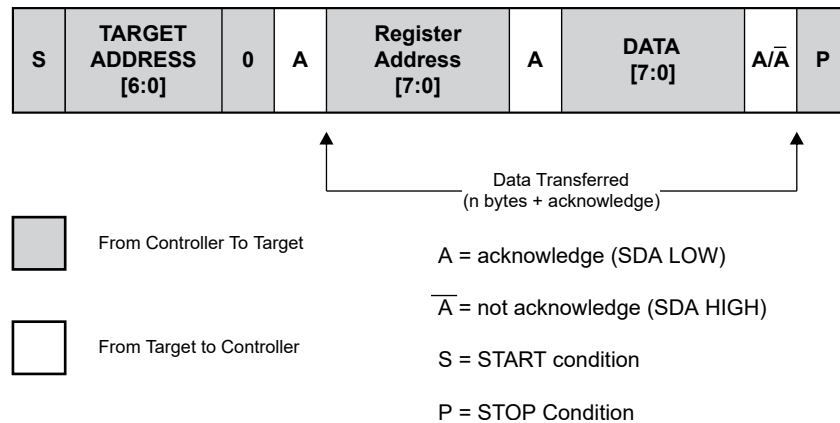 S
TARGET
ADDRESS
[6:0]
0
A
Register
Address
[7:0]
A
DATA
[7:0]
A/A̅
P
Data Transferred
(n bytes + acknowledge)
From Controller To Target
A = acknowledge (SDA LOW)
A̅ = not acknowledge (SDA HIGH)
From Target to Controller
S = START condition
P = STOP Condition